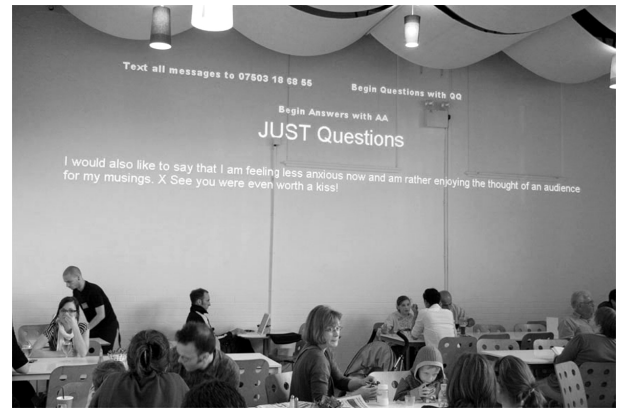 Text all messages to 07503 18 98 55
Begin Questions with QQ
Begin Answers with AA
JUST Questions
I would also like to say that I am feeling less anxious now and am rather enjoying the thought of an audience
for my musings. X See you were even worth a kiss!